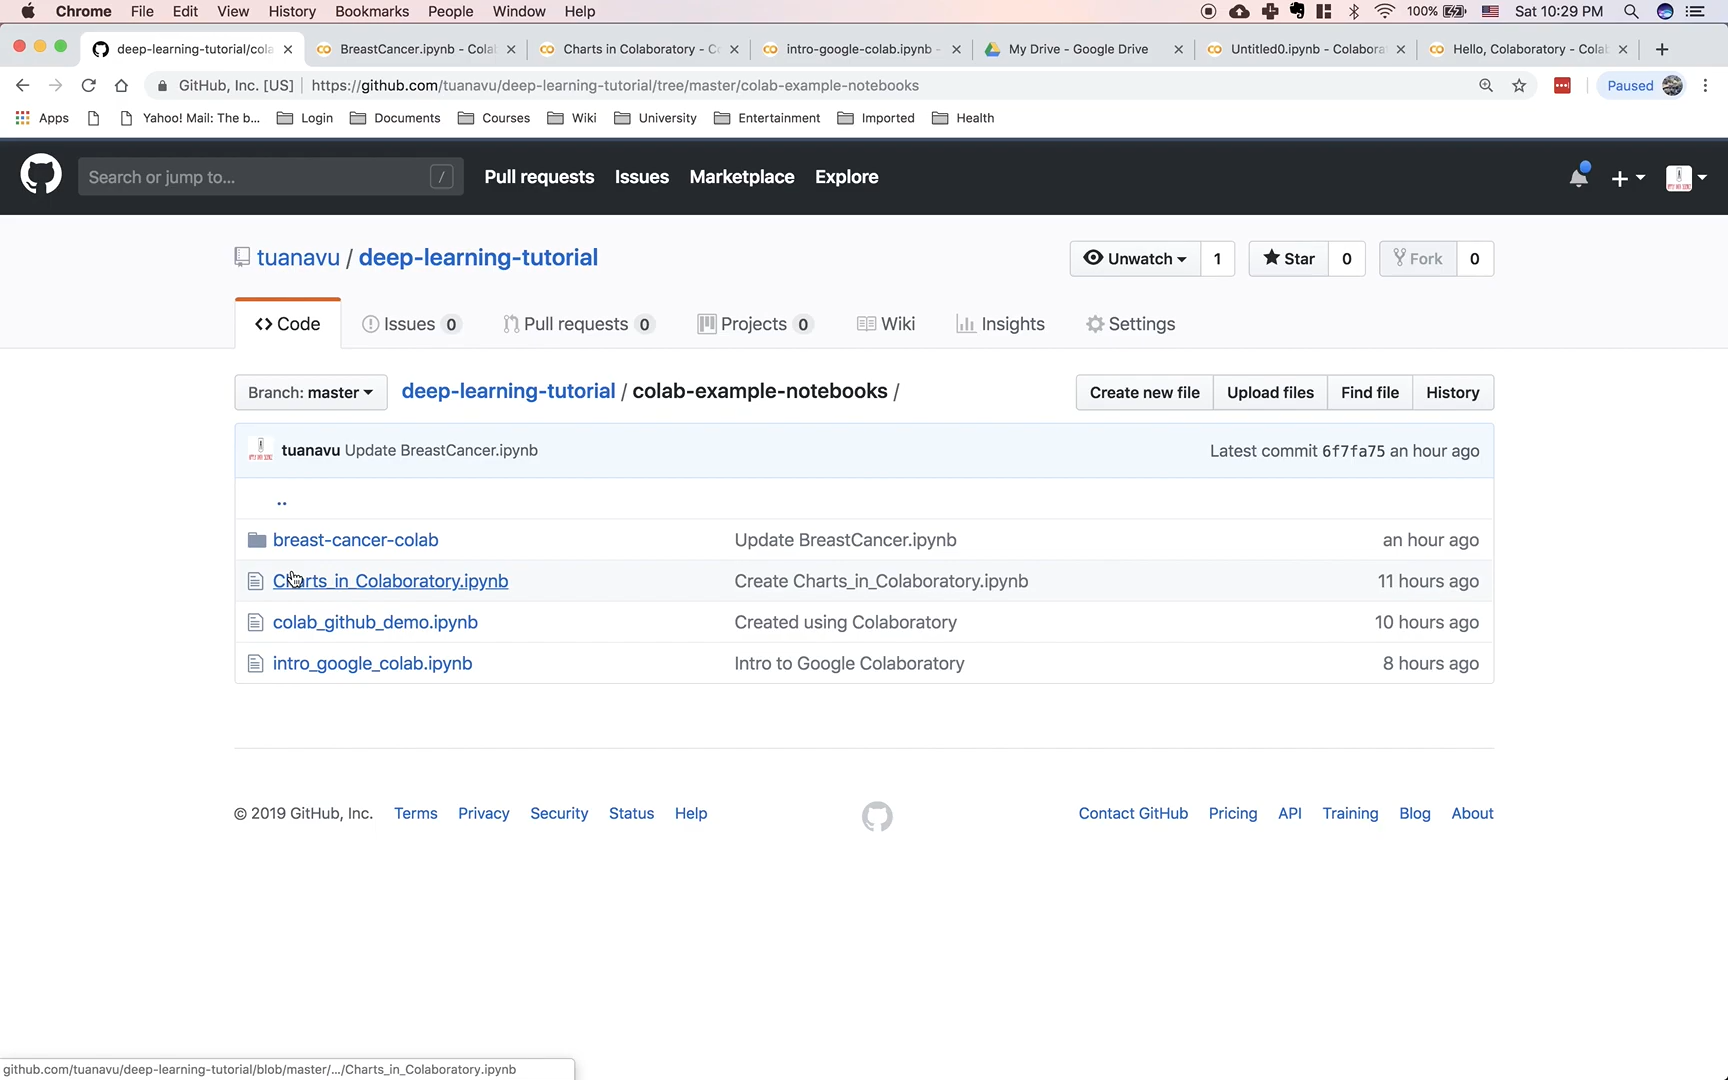 Chrome File Edit View History Bookmarks People Window Help 100% Sat 10:29 PM
deep-learning-tutorial/cola BreastCancer.ipynb - Cola Charts in Colaboratory - Co intro-google-colab.ipynb - My Drive - Google Drive Untitled0.ipynb - Colabora Hello, Colaboratory - Cola
GitHub, Inc. [US] https://github.com/tuanavu/deep-learning-tutorial/tree/master/colab-example-notebooks Paused
Apps Yahoo! Mail: The b... Login Documents Courses Wiki University Entertainment Imported Health
Search or jump to... / Pull requests Issues Marketplace Explore
tuanavu / deep-learning-tutorial Unwatch 1 Star 0 Fork 0
Code Issues 0 Pull requests 0 Projects 0 Wiki Insights Settings
Branch: master deep-learning-tutorial / colab-example-notebooks / Create new file Upload files Find file History
tuanavu Update BreastCancer.ipynb Latest commit 6f7fa75 an hour ago
..
breast-cancer-colab Update BreastCancer.ipynb an hour ago
Charts_in_Colaboratory.ipynb Create Charts_in_Colaboratory.ipynb 11 hours ago
colab_github_demo.ipynb Created using Colaboratory 10 hours ago
intro_google_colab.ipynb Intro to Google Colaboratory 8 hours ago
© 2019 GitHub, Inc. Terms Privacy Security Status Help Contact GitHub Pricing API Training Blog About
github.com/tuanavu/deep-learning-tutorial/blob/master/.../Charts_in_Colaboratory.ipynb